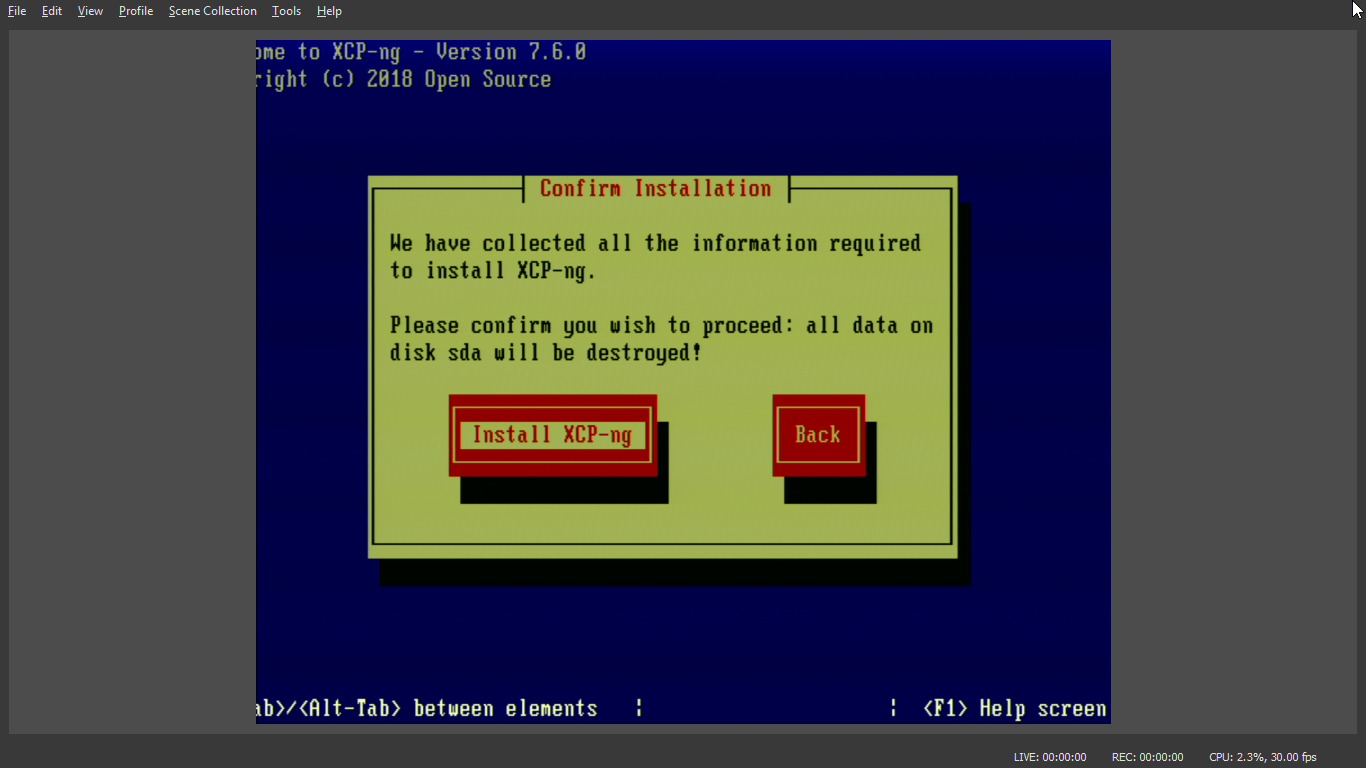 File Edit View Profile Scene Collection Tools Help
ome to XCP-ng - Version 7.6.0
right (c) 2018 Open Source
Confirm Installation
We have collected all the information required
to install XCP-ng.
Please confirm you wish to proceed: all data on
disk sda will be destroyed!
Install XCP-ng Back
ab>/<Alt-Tab> between elements ¦ ¦ <F1> Help screen
LIVE: 00:00:00 REC: 00:00:00 CPU: 2.3%, 30.00 fps